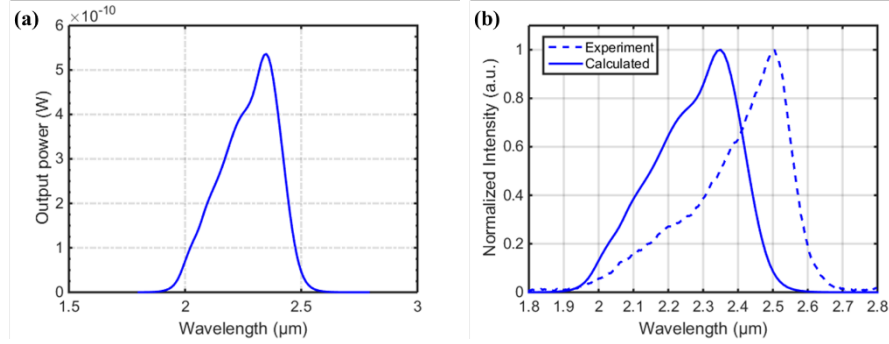 (a)
×10⁻¹⁰
6
5
4
3
2
1
0
Output power (W)
1.5 2 2.5 3
Wavelength (μm)
(b)
Experiment
Calculated
1
0.8
0.6
0.4
0.2
0
Normalized Intensity (a.u.)
1.8 1.9 2 2.1 2.2 2.3 2.4 2.5 2.6 2.7 2.8
Wavelength (μm)